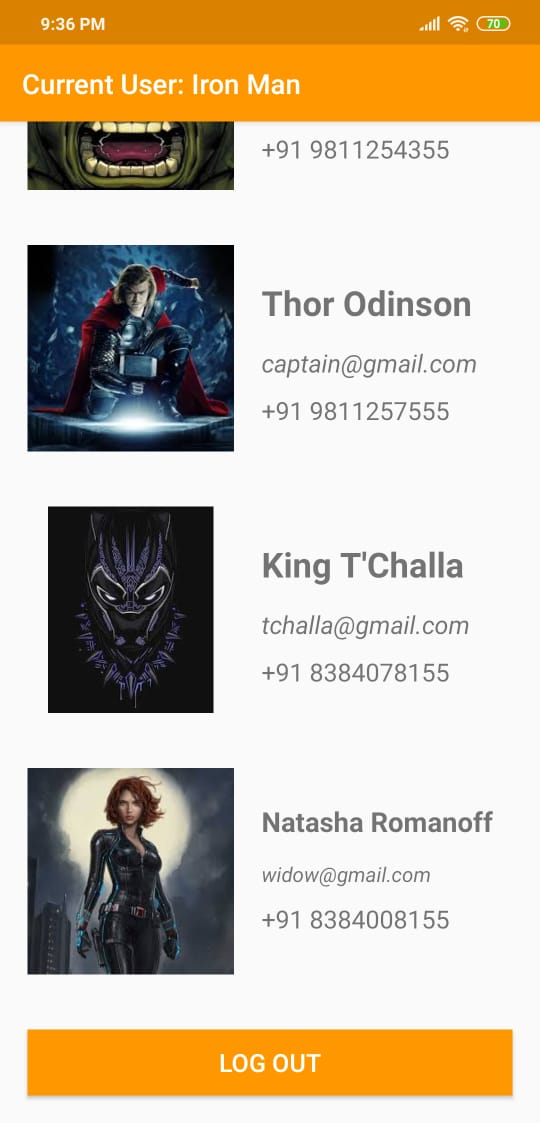 9:36 PM
70
Current User: Iron Man
+91 9811254355
Thor Odinson
captain@gmail.com
+91 9811257555
King T'Challa
tchalla@gmail.com
+91 8384078155
Natasha Romanoff
widow@gmail.com
+91 8384008155
LOG OUT